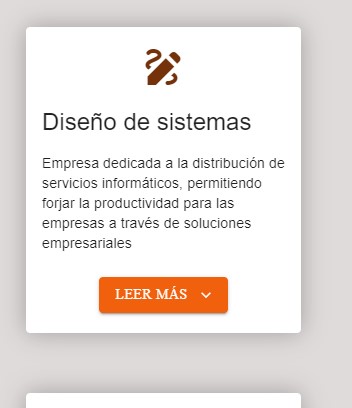 Diseño de sistemas
Empresa dedicada a la distribución de
servicios informáticos, permitiendo
forjar la productividad para las
empresas a través de soluciones
empresariales
LEER MÁS